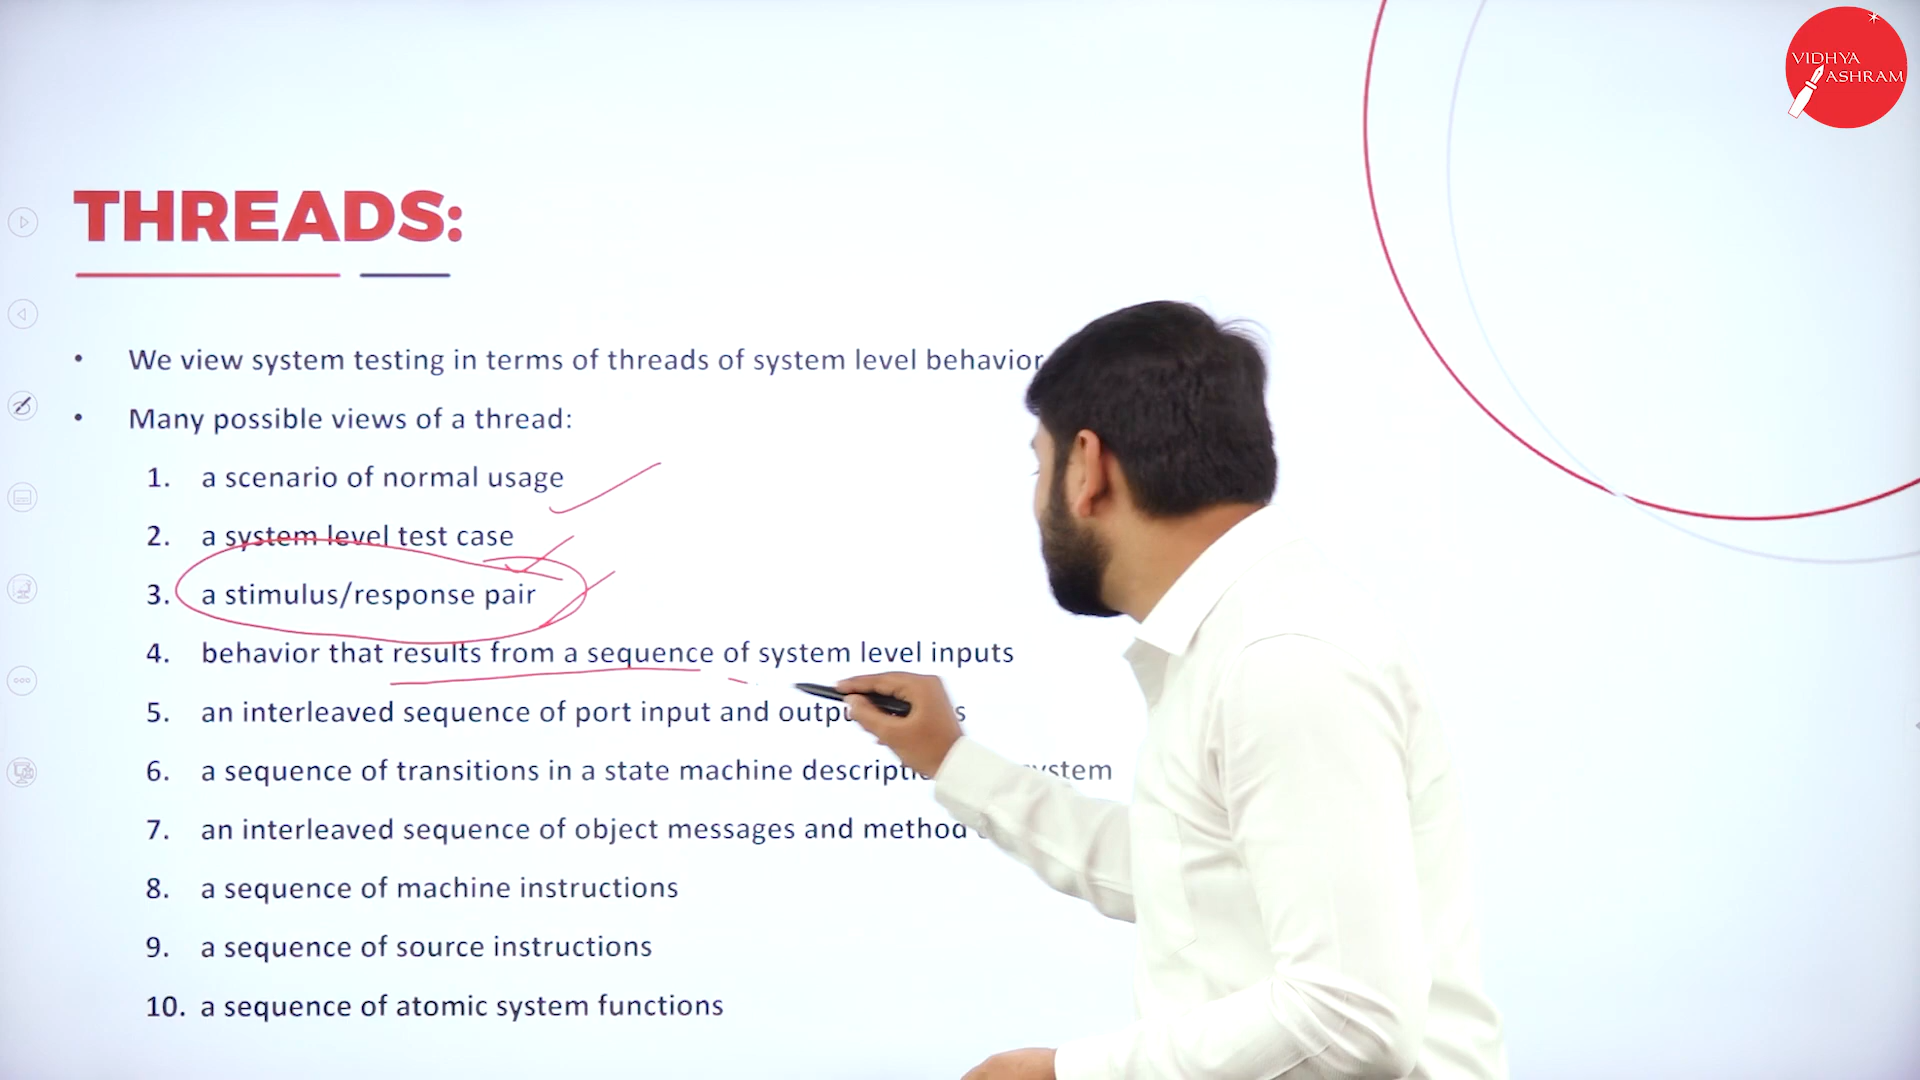 VIDHYA
ASHRAM
THREADS:
• We view system testing in terms of threads of system level behavior
• Many possible views of a thread:
1. a scenario of normal usage
2. a system level test case
3. a stimulus/response pair
4. behavior that results from a sequence of system level inputs
5. an interleaved sequence of port input and
6. a sequence of transitions in a state machine system
7. an interleaved sequence of object messages and method
8. a sequence of machine instructions
9. a sequence of source instructions
10. a sequence of atomic system functions